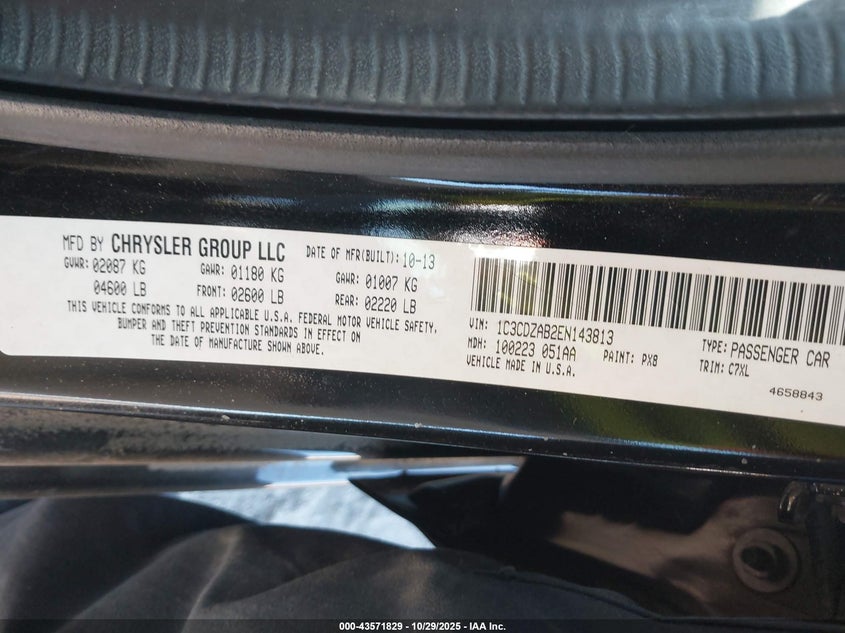 MFD BY CHRYSLER GROUP LLC DATE OF MFR(BUILT): 10-13
GVWR: 02087 KG GAWR: 01180 KG GAWR: 01007 KG
04600 LB FRONT: 02600 LB REAR: 02220 LB
THIS VEHICLE CONFORMS TO ALL APPLICABLE U.S.A. FEDERAL MOTOR VEHICLE SAFETY,
BUMPER AND THEFT PREVENTION STANDARDS IN EFFECT ON
THE DATE OF MANUFACTURE SHOWN ABOVE.
VIN: 1C3CDZAB2EN143813 TYPE: PASSENGER CAR
MDH: 100223 051AA PAINT: PX8 TRIM: C7XL
VEHICLE MADE IN U.S.A.
4658843
000-43571829 - 10/29/2025 - IAA Inc.